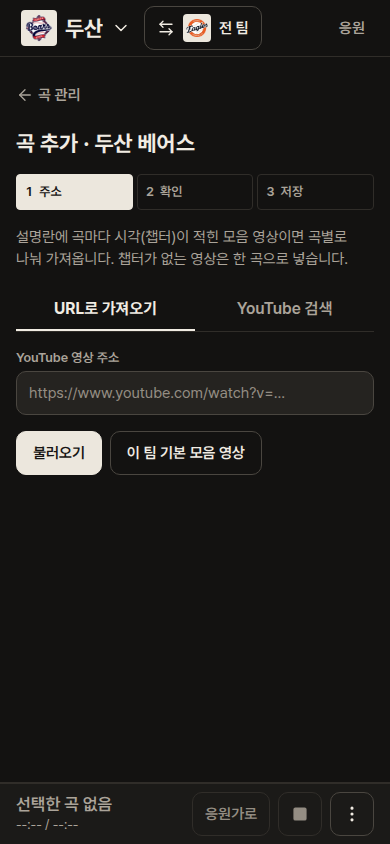 Bears
두산
Eagles
전 팀
응원
← 곡 관리
곡 추가 · 두산 베어스
1 주소
2 확인
3 저장
설명란에 곡마다 시각(챕터)이 적힌 모음 영상이면 곡별로
나눠 가져옵니다. 챕터가 없는 영상은 한 곡으로 넣습니다.
URL로 가져오기
YouTube 검색
YouTube 영상 주소
https://www.youtube.com/watch?v=...
불러오기
이 팀 기본 모음 영상
선택한 곡 없음
--:-- / --:--
응원가로